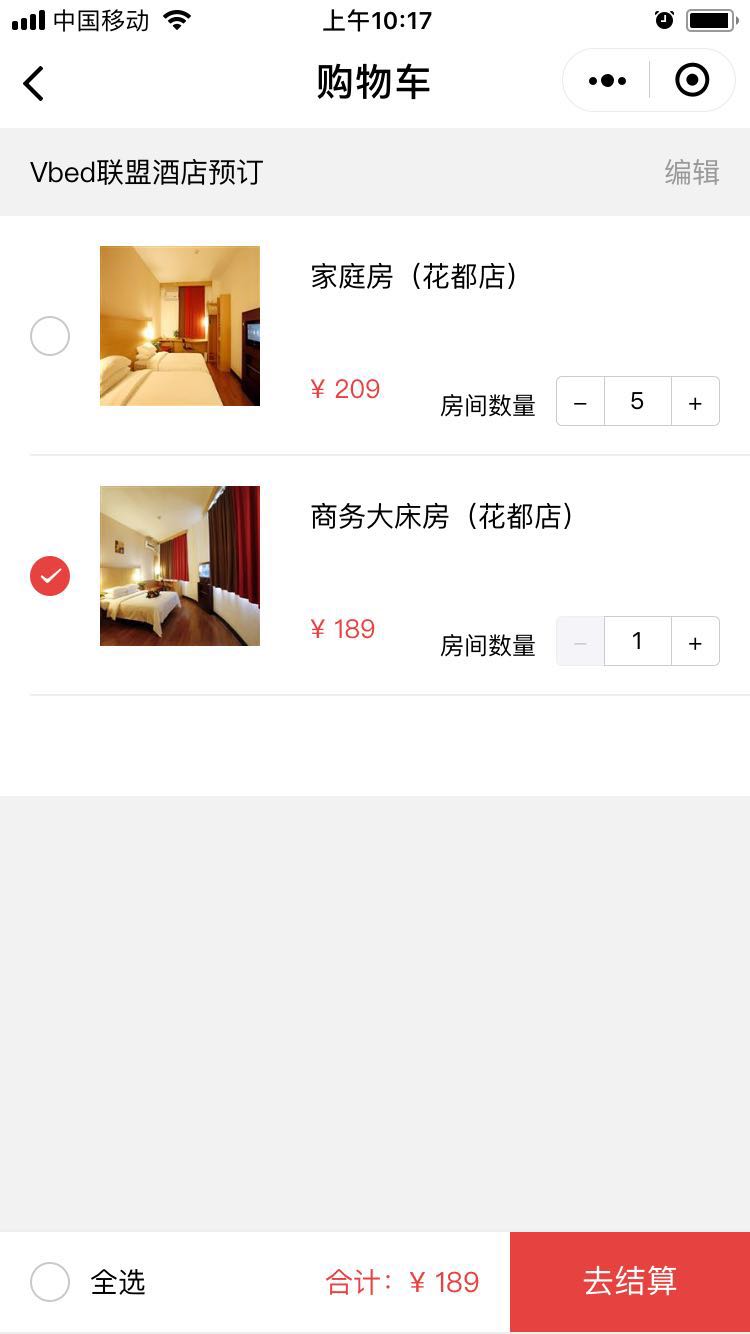 中国移动 上午10:17
购物车
Vbed联盟酒店预订 编辑
家庭房（花都店）
¥ 209 房间数量 − 5 +
商务大床房（花都店）
¥ 189 房间数量 − 1 +
全选 合计：¥ 189 去结算